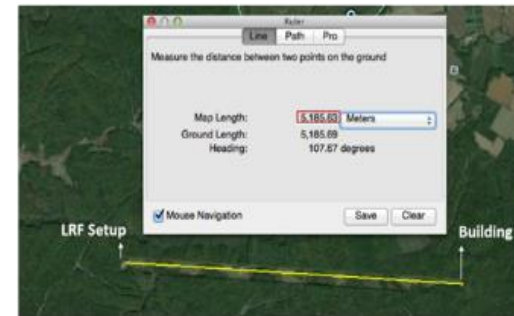 Ruler
Line Path Pro
Measure the distance between two points on the ground
Map Length: 5,185.63 Meters
Ground Length: 5,185.69
Heading: 107.67 degrees
Mouse Navigation Save Clear
LRF Setup
Building